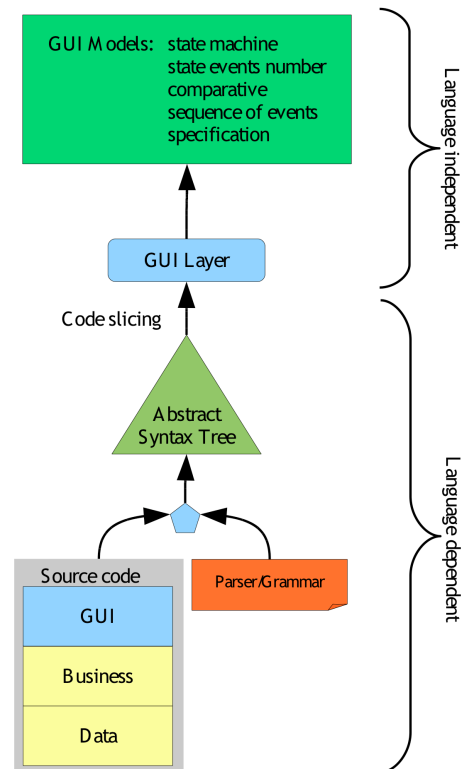 GUI Models: state machine
state events number
comparative
sequence of events
specification
Language independent
GUI Layer
Code slicing
Abstract
Syntax Tree
Language dependent
Source code
Parser/Grammar
GUI
Business
Data